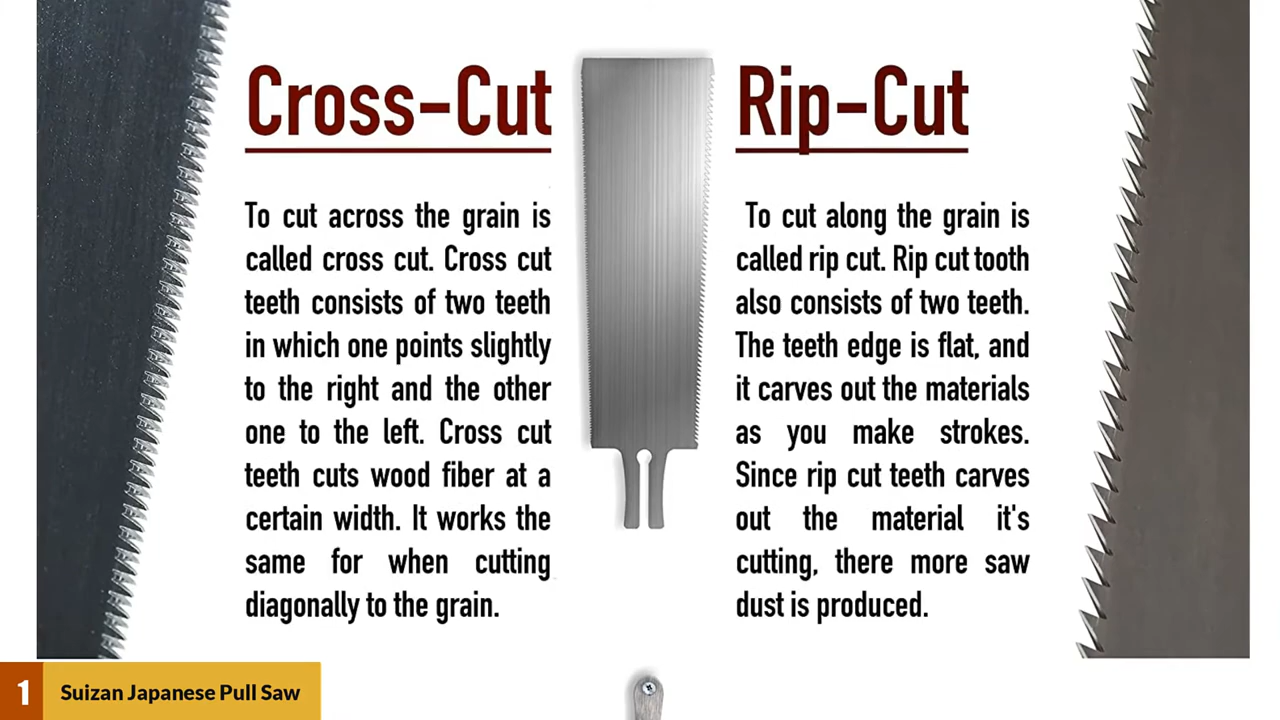 Cross-Cut
To cut across the grain is
called cross cut. Cross cut
teeth consists of two teeth
in which one points slightly
to the right and the other
one to the left. Cross cut
teeth cuts wood fiber at a
certain width. It works the
same for when cutting
diagonally to the grain.
Rip-Cut
To cut along the grain is
called rip cut. Rip cut tooth
also consists of two teeth.
The teeth edge is flat, and
it carves out the materials
as you make strokes.
Since rip cut teeth carves
out the material it's
cutting, there more saw
dust is produced.
1 Suizan Japanese Pull Saw